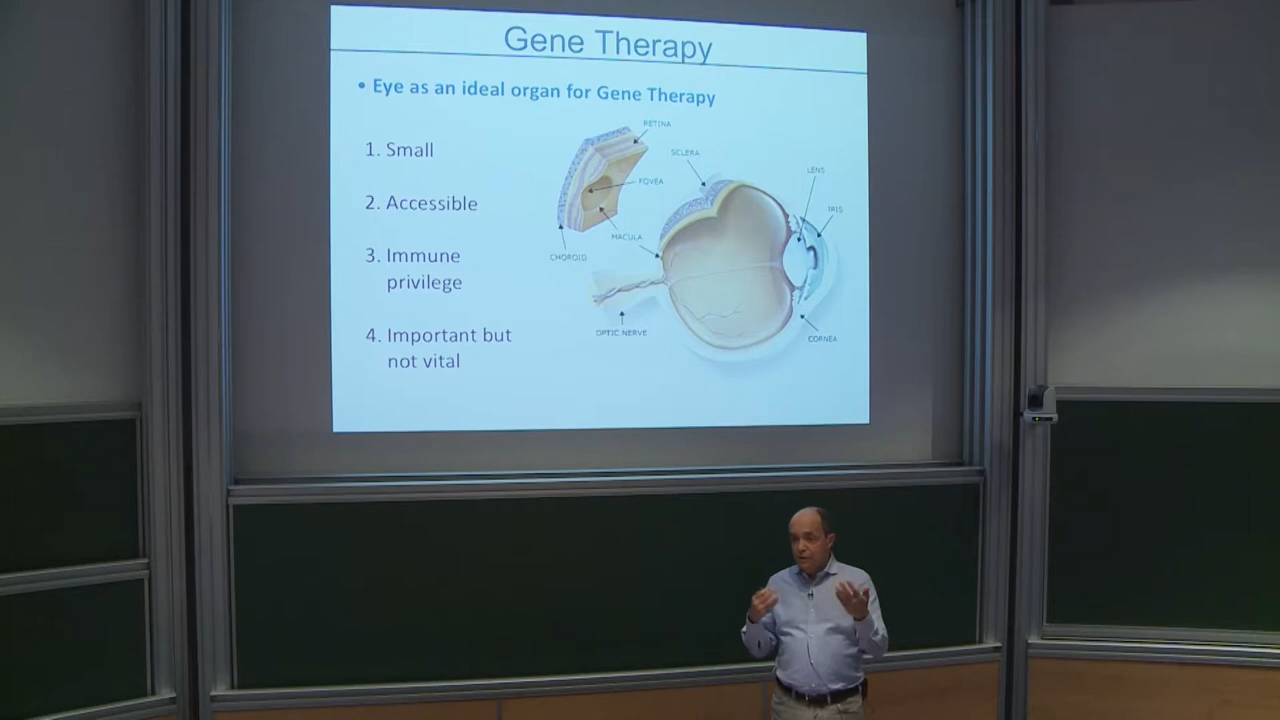 Gene Therapy
• Eye as an ideal organ for Gene Therapy
1. Small
2. Accessible
3. Immune
privilege
4. Important but
not vital
RETINA
SCLERA
LENS
FOVEA
IRIS
MACULA
CHOROID
OPTIC NERVE
CORNEA